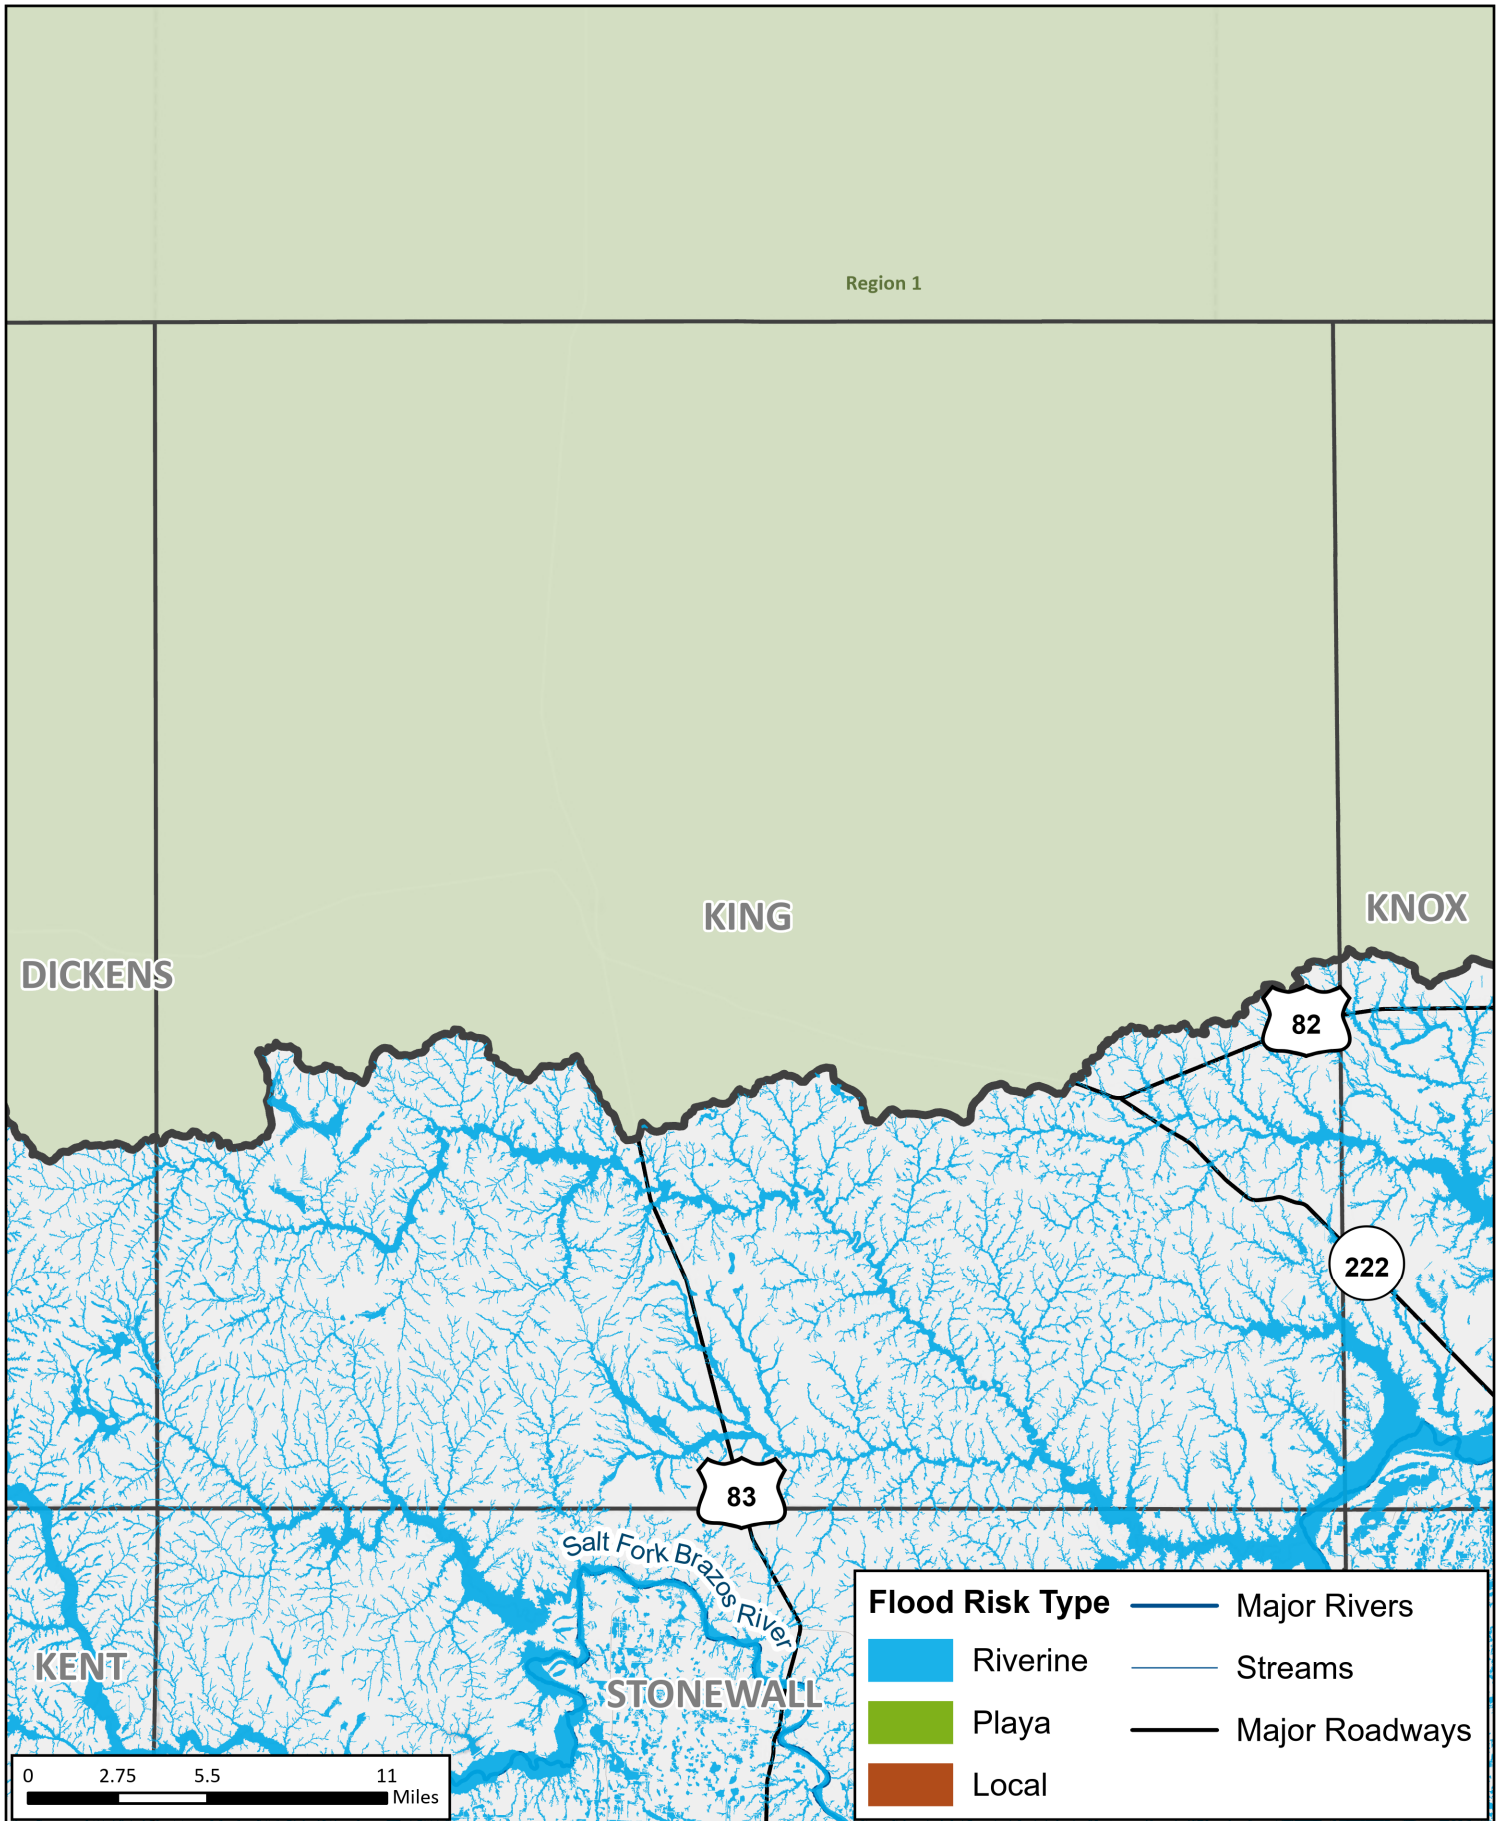 Region 1
KING
KNOX
DICKENS
82
222
83
Salt Fork Brazos River
KENT
STONEWALL
Flood Risk Type
Riverine
Playa
Local
Major Rivers
Streams
Major Roadways
0 2.75 5.5 11
Miles